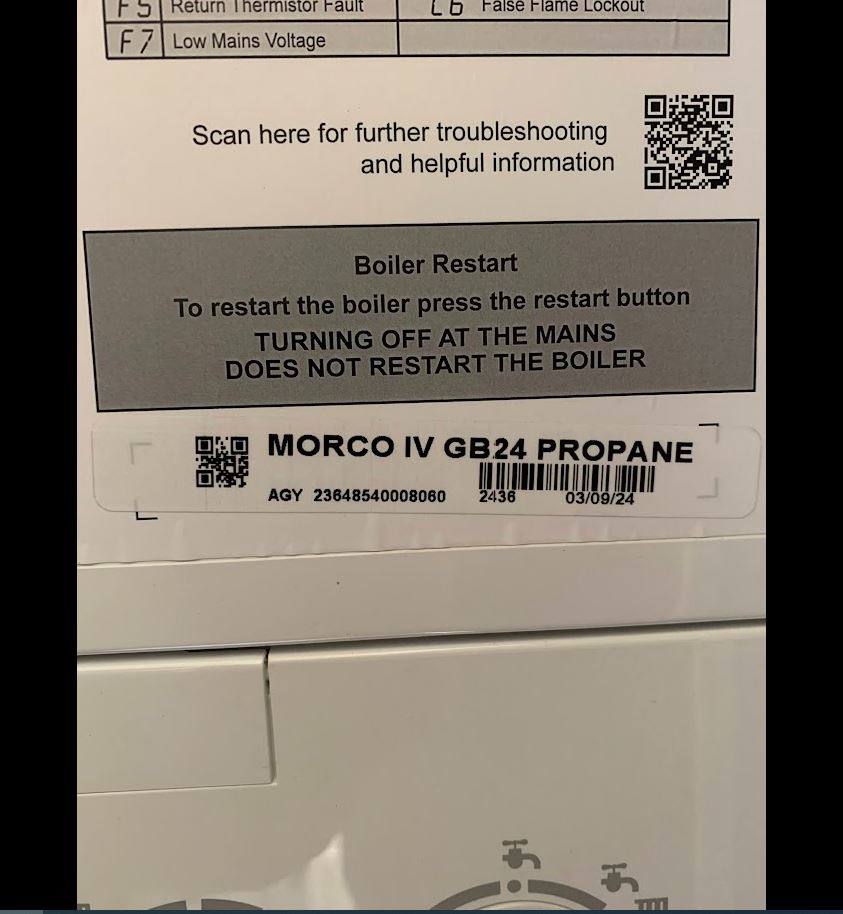 F5 Return Thermistor Fault L6 False Flame Lockout
F7 Low Mains Voltage
Scan here for further troubleshooting
and helpful information
Boiler Restart
To restart the boiler press the restart button
TURNING OFF AT THE MAINS
DOES NOT RESTART THE BOILER
MORCO IV GB24 PROPANE
AGY 23648540008060 2436 03/09/24